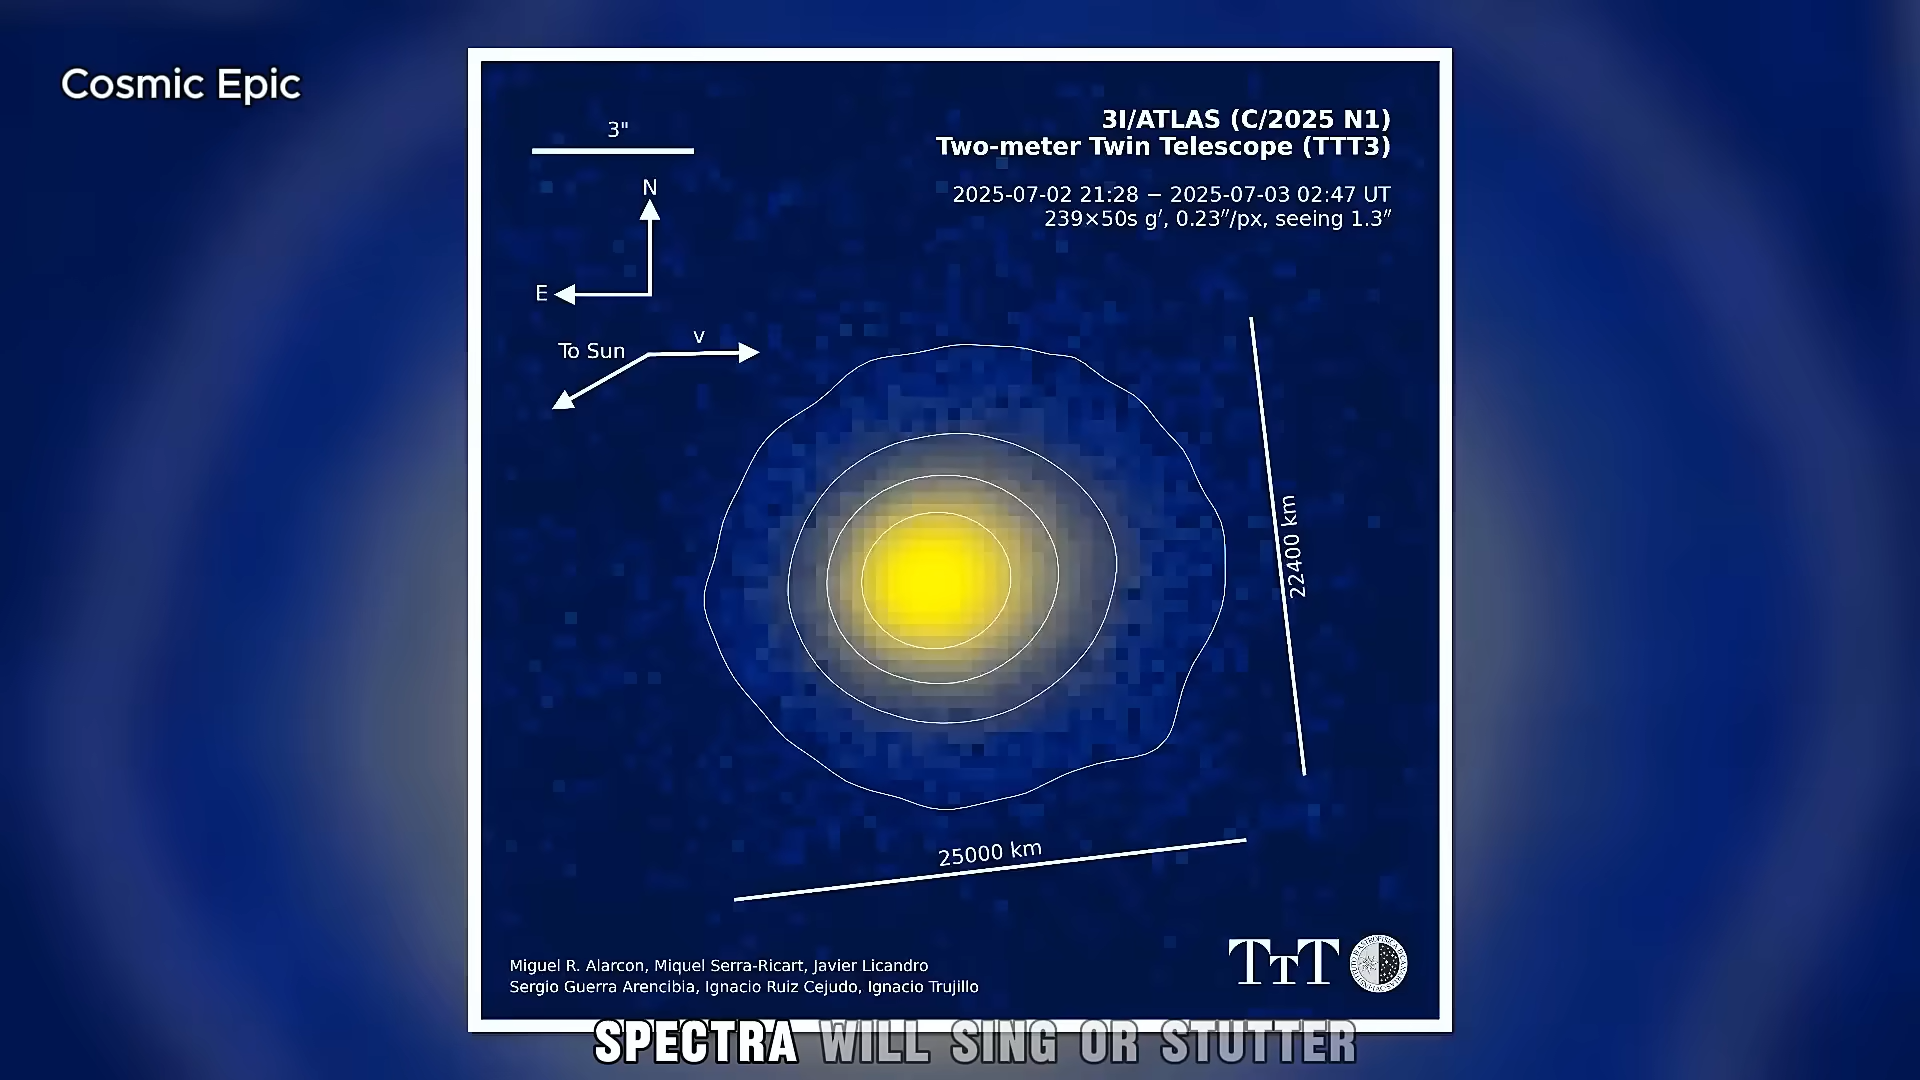 Cosmic Epic
3"
3I/ATLAS (C/2025 N1)
Two-meter Twin Telescope (TTT3)
2025-07-02 21:28 − 2025-07-03 02:47 UT
239×50s g′, 0.23″/px, seeing 1.3″
N
E
To Sun
v
22400 km
25000 km
Miguel R. Alarcon, Miquel Serra-Ricart, Javier Licandro
Sergio Guerra Arencibia, Ignacio Ruiz Cejudo, Ignacio Trujillo
TTT
SPECTRA WILL SING OR STUTTER